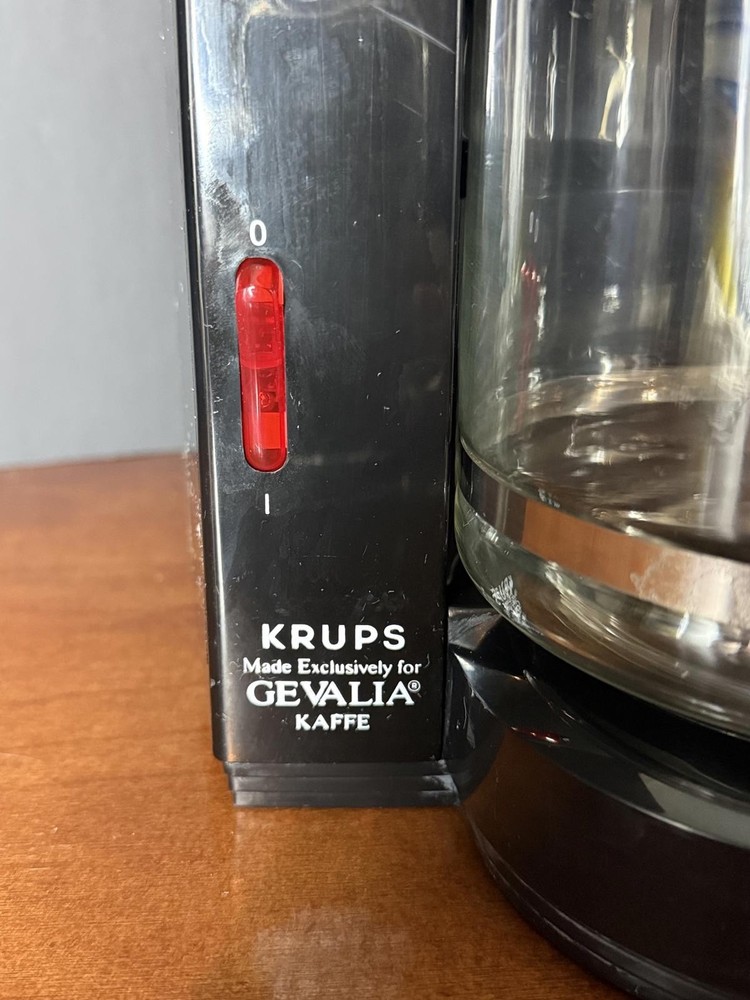 0
I
KRUPS
Made Exclusively for
GEVALIA®
KAFFE